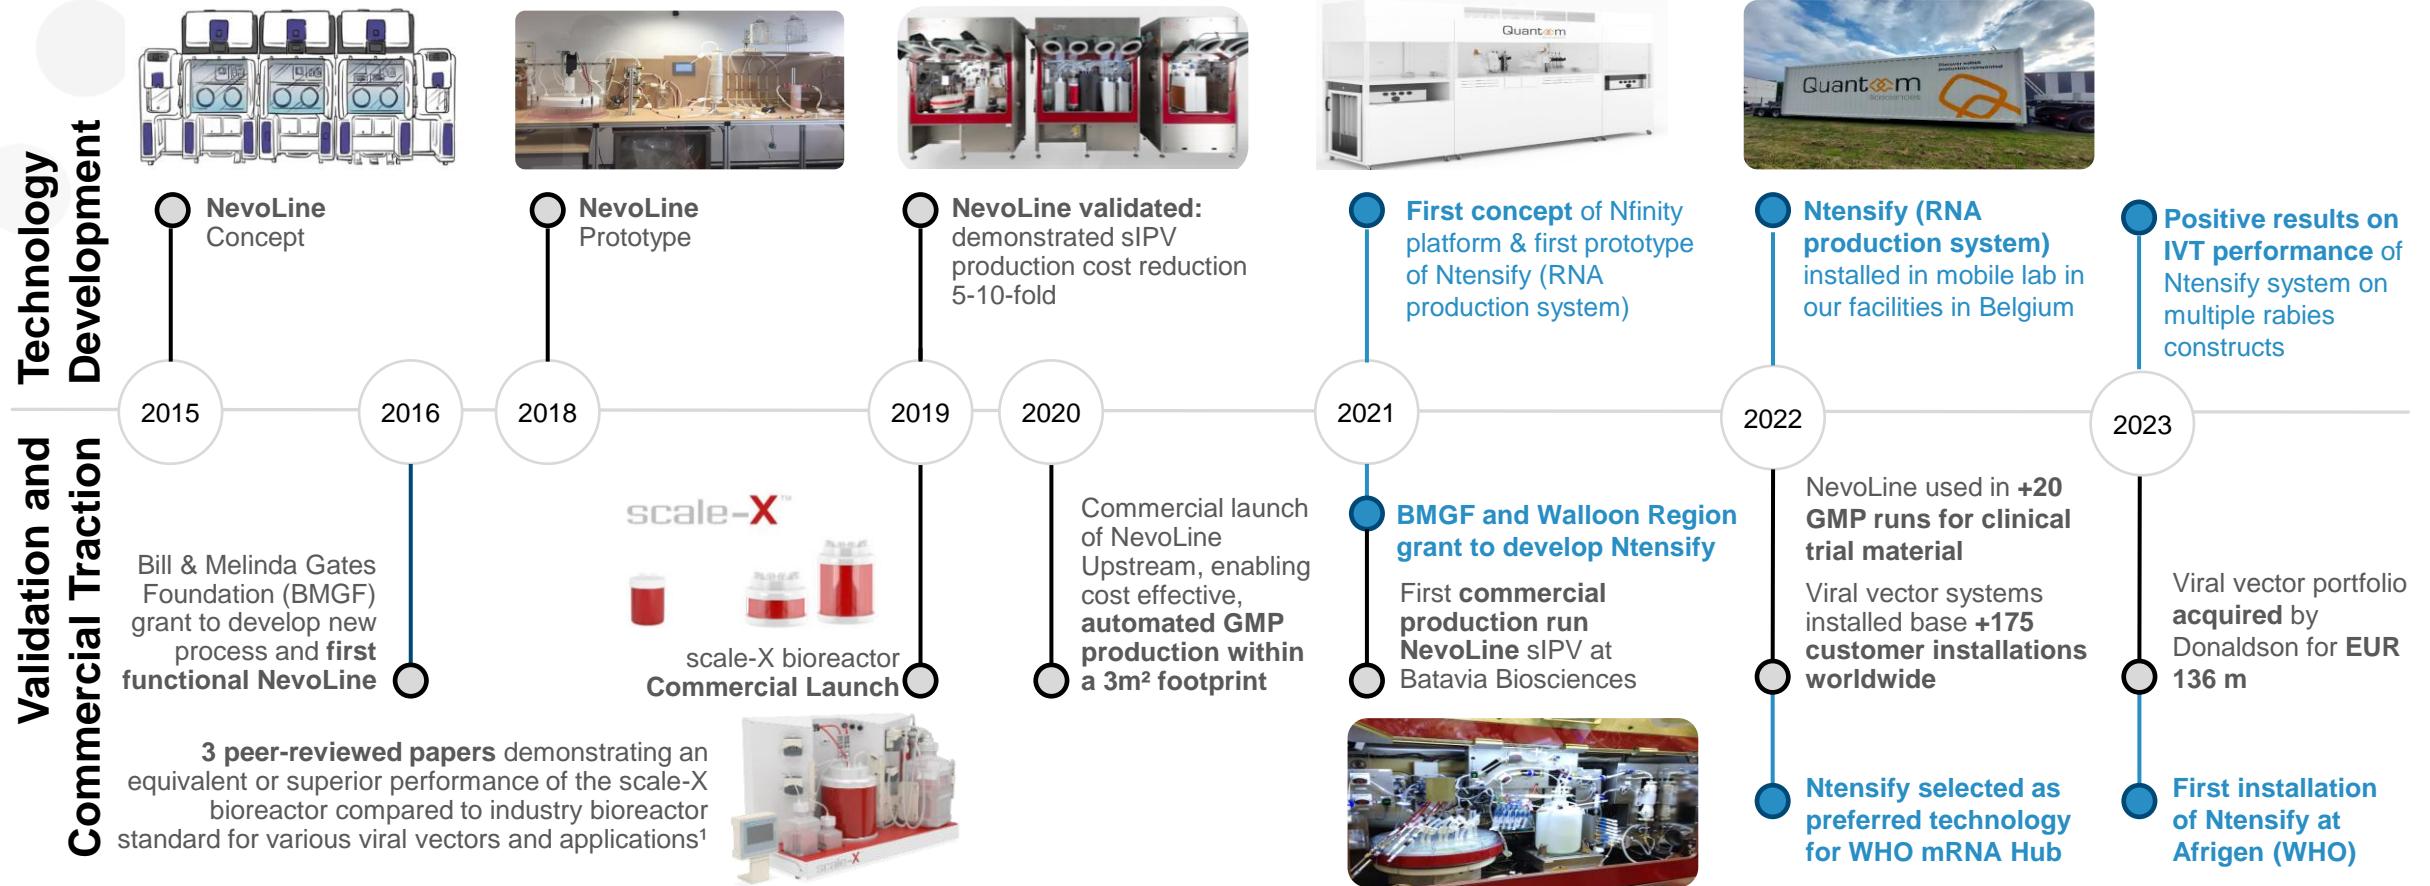 Technology
Development
Quantoom
Quantoom
BIOSCIENCES
NevoLine
Concept
NevoLine
Prototype
NevoLine validated:
demonstrated sIPV
production cost reduction
5-10-fold
First concept of Nfinity
platform & first prototype
of Ntensify (RNA
production system)
Ntensify (RNA
production system)
installed in mobile lab in
our facilities in Belgium
Positive results on
IVT performance of
Ntensify system on
multiple rabies
constructs
2015
2016
2018
2019
2020
2021
2022
2023
Validation and
Commercial Traction
Bill & Melinda Gates
Foundation (BMGF)
grant to develop new
process and first
functional NevoLine
scale-X™
scale-X bioreactor
Commercial Launch
3 peer-reviewed papers demonstrating an
equivalent or superior performance of the scale-X
bioreactor compared to industry bioreactor
standard for various viral vectors and applications¹
scale-X
Commercial launch
of NevoLine
Upstream, enabling
cost effective,
automated GMP
production within
a 3m² footprint
BMGF and Walloon Region
grant to develop Ntensify
First commercial
production run
NevoLine sIPV at
Batavia Biosciences
NevoLine used in +20
GMP runs for clinical
trial material
Viral vector systems
installed base +175
customer installations
worldwide
Ntensify selected as
preferred technology
for WHO mRNA Hub
Viral vector portfolio
acquired by
Donaldson for EUR
136 m
First installation
of Ntensify at
Afrigen (WHO)